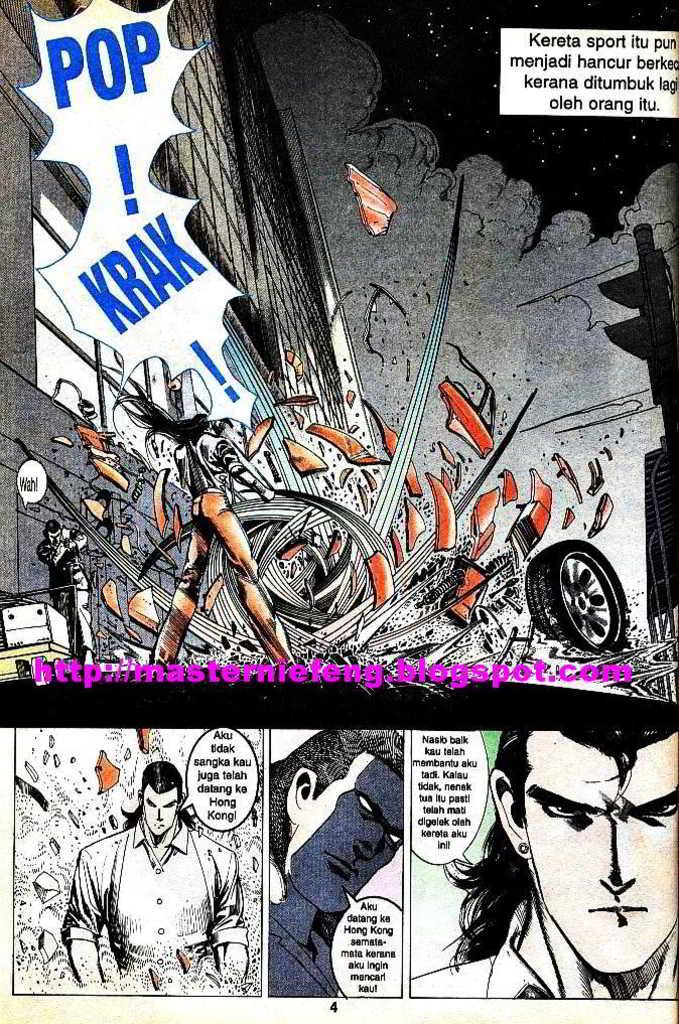 POP
!
KRAK
!
Kereta sport itu pun
menjadi hancur berkec
kerana ditumbuk lagi
oleh orang itu.
Wah!
http://masterniefeng.blogspot.com
Aku
tidak
sangka kau
juga telah
datang ke
Hong
Kong!
Aku
datang ke
Hong Kong
semata-
mata kerana
aku ingin
mencari
kau!
Nasib baik
kau telah
membantu aku
tadi. Kalau
tidak, nenak
tua itu pasti
telah mati
digelek oleh
kereta aku
ini!
4